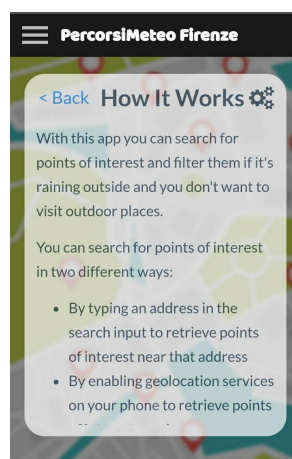 PercorsiMeteo Firenze
< Back How It Works
With this app you can search for
points of interest and filter them if it's
raining outside and you don't want to
visit outdoor places.
You can search for points of interest
in two different ways:
• By typing an address in the
search input to retrieve points
of interest near that address
• By enabling geolocation services
on your phone to retrieve points